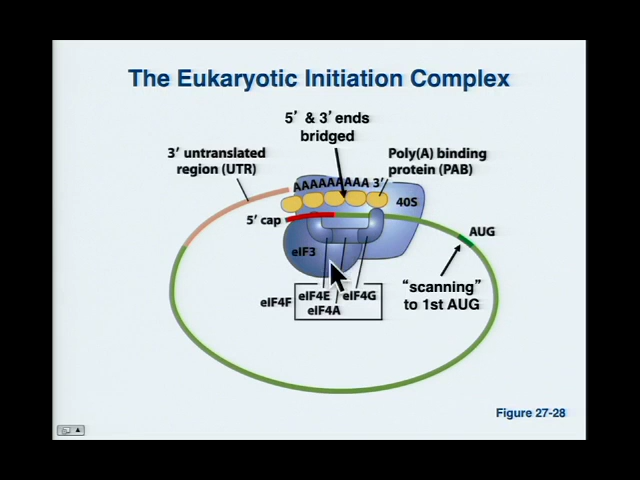 The Eukaryotic Initiation Complex
5’ & 3’ ends
bridged
3′ untranslated
region (UTR)
Poly(A) binding
protein (PAB)
AAAAAAAAA 3′
40S
5′ cap
AUG
eIF3
“scanning”
to 1st AUG
eIF4F
eIF4E
eIF4G
eIF4A
Figure 27-28